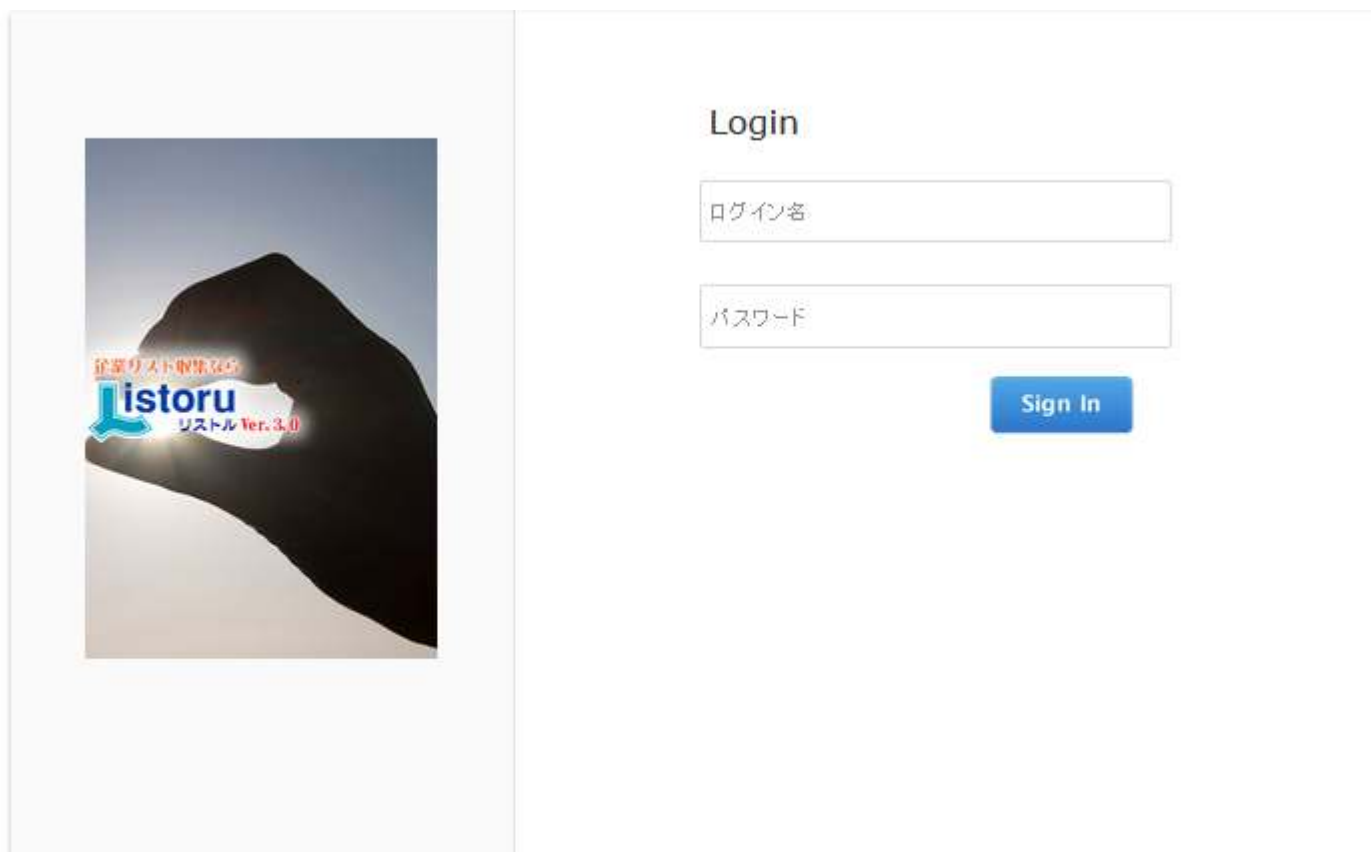 企業リスト収集なら
Listoru
リストル Ver. 3.0
Login
ログイン名
パスワード
Sign In